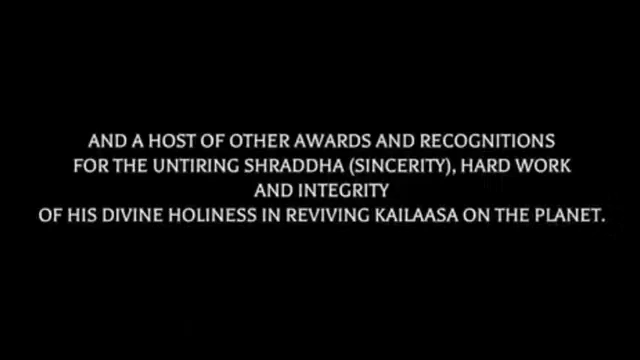 AND A HOST OF OTHER AWARDS AND RECOGNITIONS
FOR THE UNTIRING SHRADDHA (SINCERITY), HARD WORK
AND INTEGRITY
OF HIS DIVINE HOLINESS IN REVIVING KAILAASA ON THE PLANET.